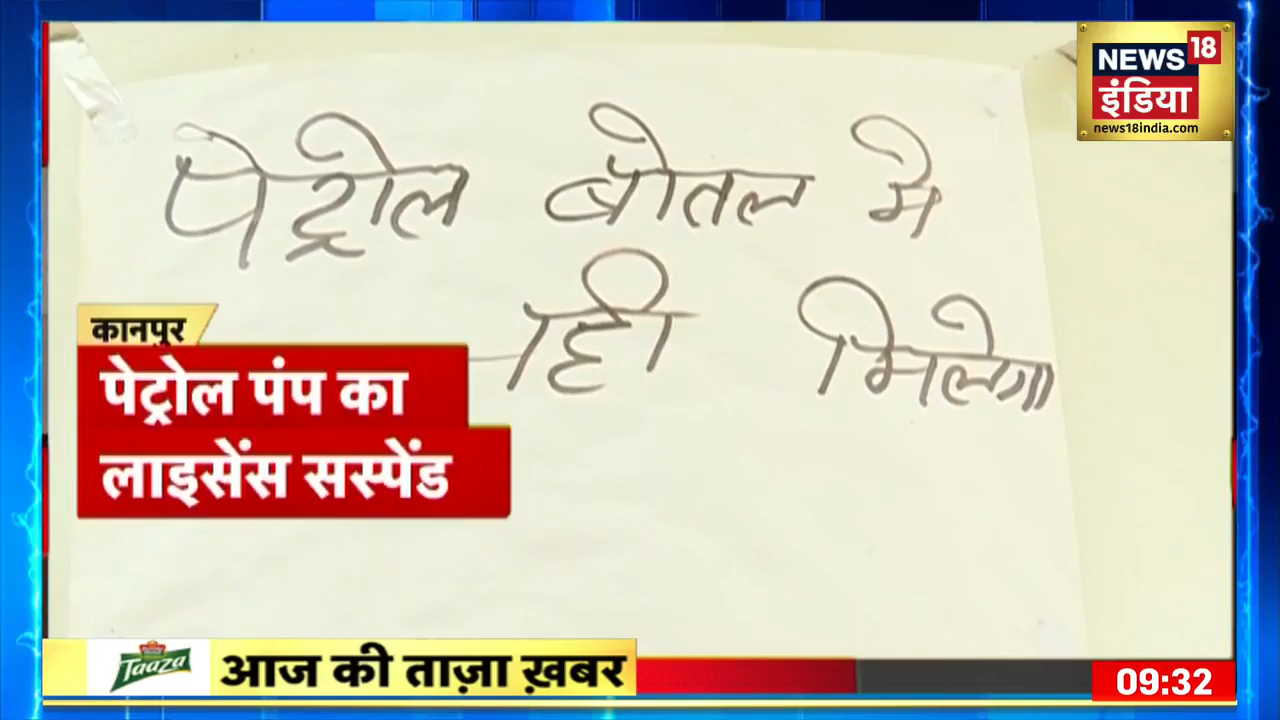 NEWS 18
इंडिया
news18india.com
पेट्रोल बोतल मे
ही मिलेगा
कानपुर
पेट्रोल पंप का
लाइसेंस सस्पेंड
Taaza
आज की ताज़ा ख़बर
09:32